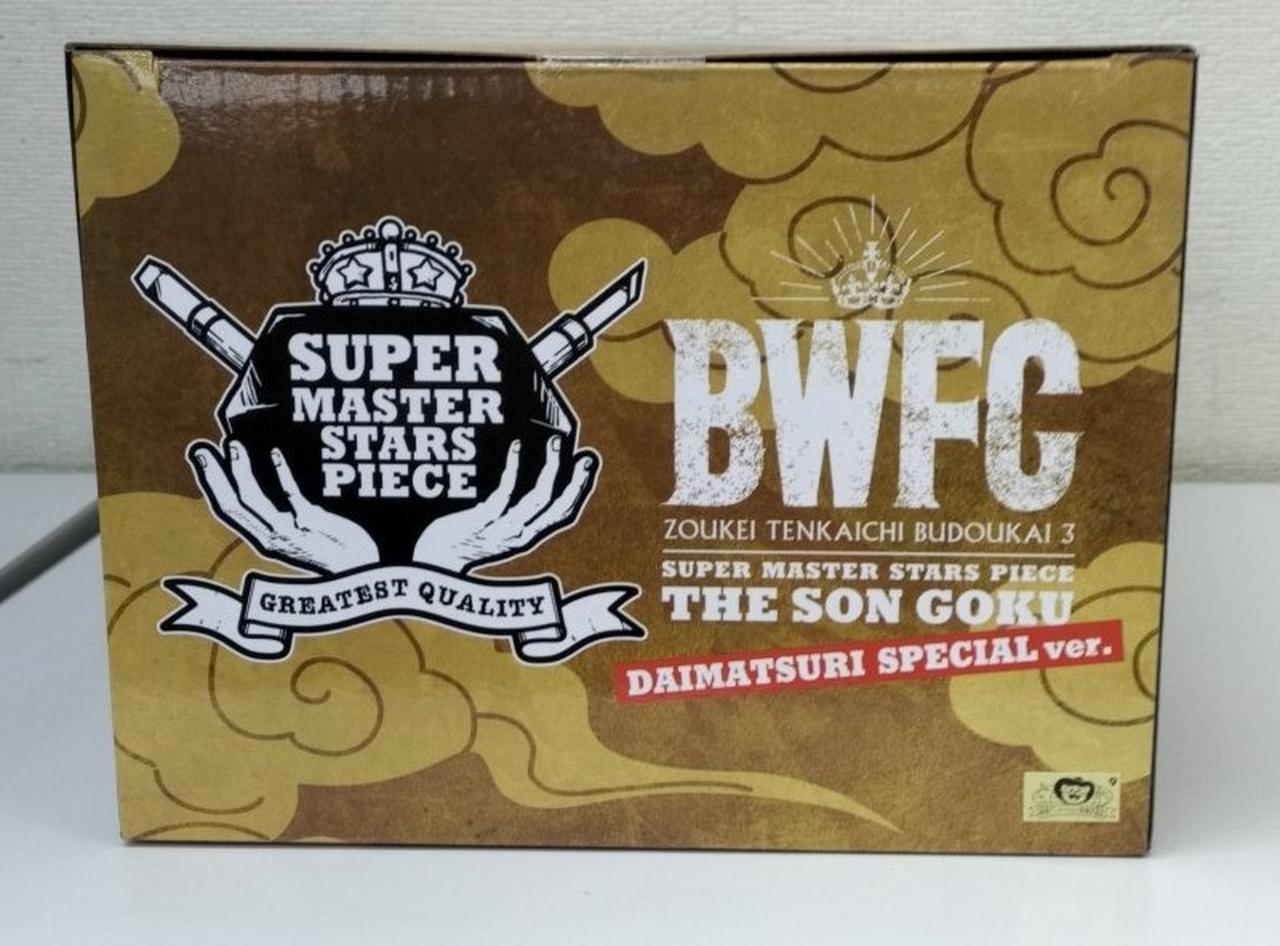 SUPER
MASTER
STARS
PIECE
GREATEST QUALITY
BWFC
ZOUKEI TENKAICHI BUDOUKAI 3
SUPER MASTER STARS PIECE
THE SON GOKU
DAIMATSURI SPECIAL ver.